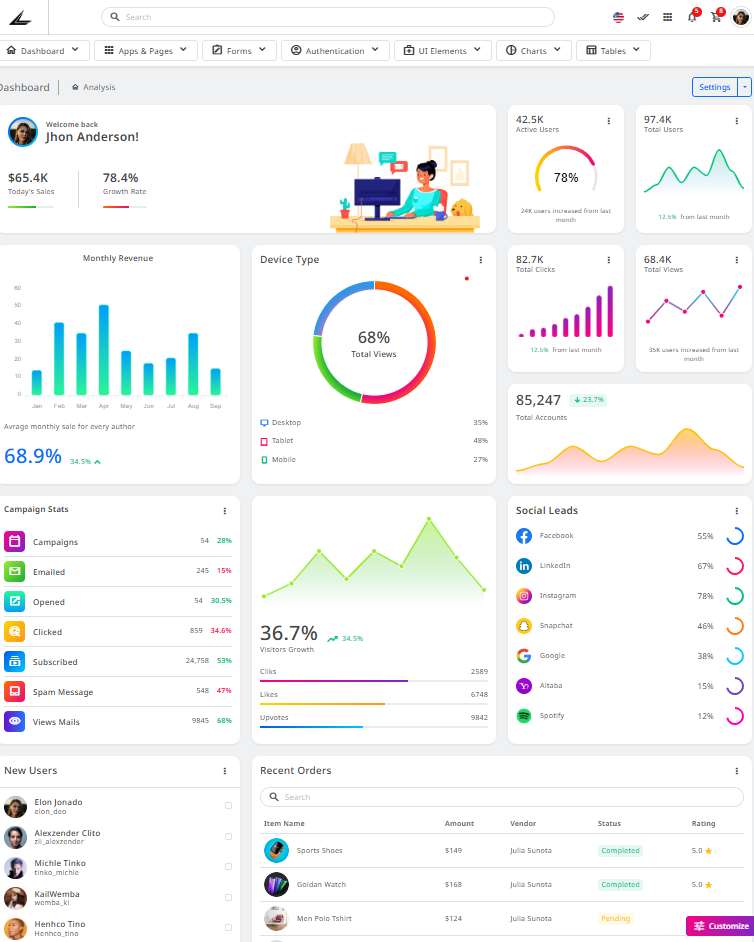 Search
5
8
Dashboard
Apps & Pages
Forms
Authentication
UI Elements
Charts
Tables
Dashboard
Analysis
Settings
Welcome back
Jhon Anderson!
$65.4K
Today's Sales
78.4%
Growth Rate
42.5K
Active Users
78%
24K users increased from last
month
97.4K
Total Users
12.5% from last month
Monthly Revenue
60
50
40
30
20
10
0
Jan Feb Mar Apr May Jun Jul Aug Sep
Avrage monthly sale for every author
68.9%
34.5%
Device Type
68%
Total Views
Desktop 35%
Tablet 48%
Mobile 27%
82.7K
Total Clicks
12.5% from last month
68.4K
Total Views
35K users increased from last
month
85,247
23.7%
Total Accounts
Campaign Stats
Campaigns 54 28%
Emailed 245 15%
Opened 54 30.5%
Clicked 859 34.6%
Subscribed 24,758 53%
Spam Message 548 47%
Views Mails 9845 68%
36.7%
34.5%
Visitors Growth
Cliks 2589
Likes 6748
Upvotes 9842
Social Leads
Facebook 55%
LinkedIn 67%
Instagram 78%
Snapchat 46%
Google 38%
Altaba 15%
Spotify 12%
New Users
Elon Jonado
elon_deo
Alexzender Clito
zli_alexzender
Michle Tinko
tinko_michle
KailWemba
wemba_kl
Henhco Tino
Henhco_tino
Recent Orders
Search
Item Name Amount Vendor Status Rating
Sports Shoes $149 Julia Sunota Completed 5.0
Goldan Watch $168 Julia Sunota Completed 5.0
Men Polo Tshirt $124 Julia Sunota Pending
Customize